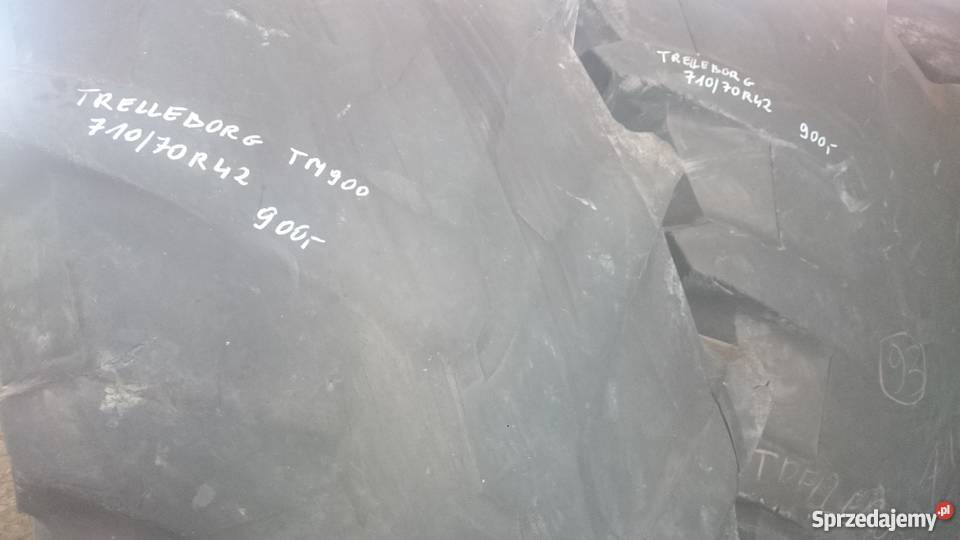 TRELLEBORG TM900
710/70R42
900,-
TRELLEBORG
710/70R42
900,-
93
Sprzedajemy.pl